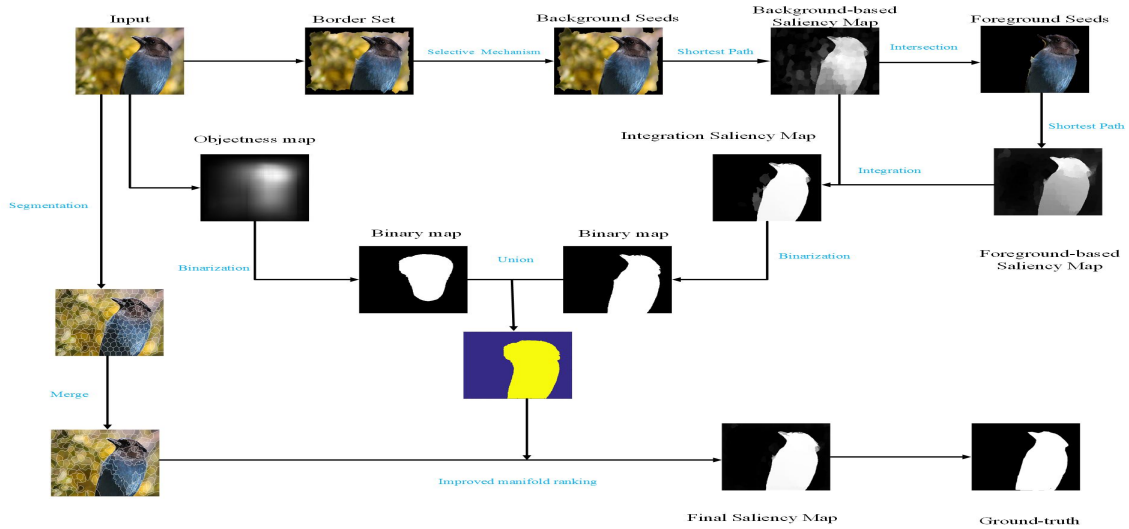 Input
Border Set
Background Seeds
Background-based
Saliency Map
Foreground Seeds
Selective Mechanism
Shortest Path
Intersection
Shortest Path
Objectness map
Integration Saliency Map
Integration
Segmentation
Binary map
Binary map
Foreground-based
Saliency Map
Binarization
Union
Binarization
Merge
Improved manifold ranking
Final Saliency Map
Ground-truth